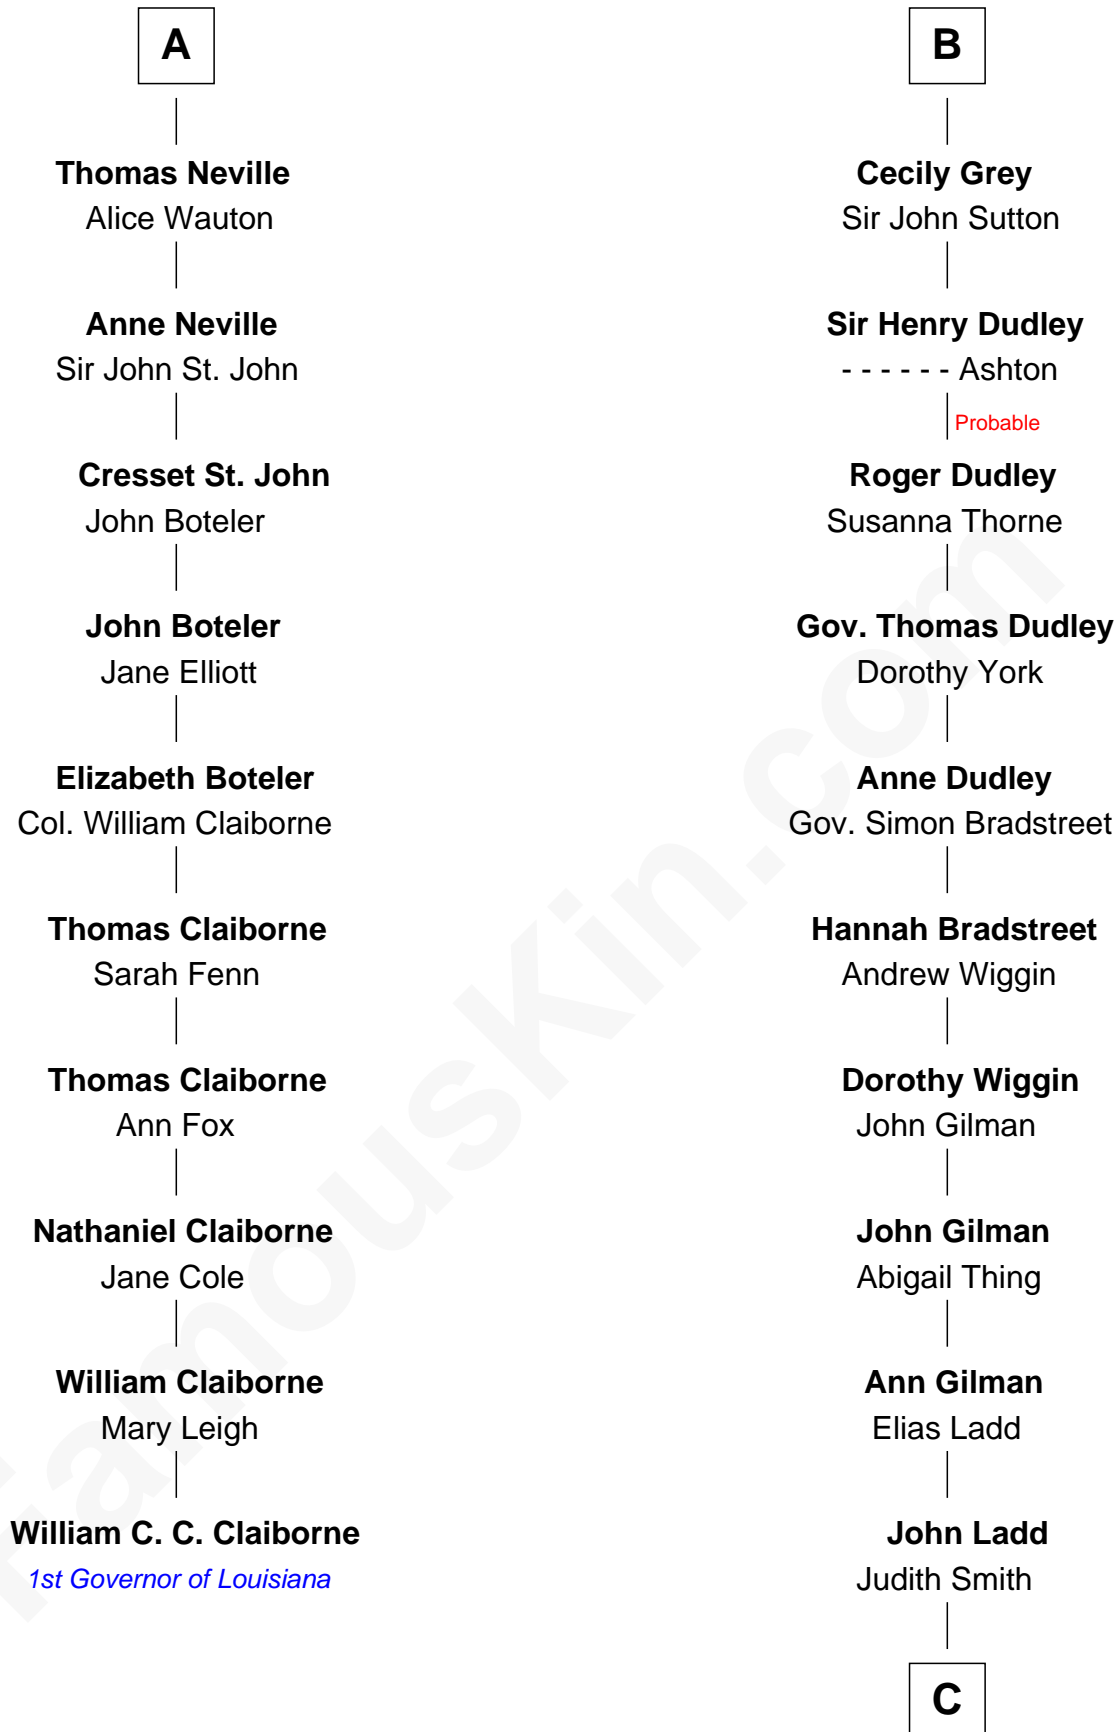 A
Thomas Neville
Alice Wauton
Anne Neville
Sir John St. John
Cresset St. John
John Boteler
John Boteler
Jane Elliott
Elizabeth Boteler
Col. William Claiborne
Thomas Claiborne
Sarah Fenn
Thomas Claiborne
Ann Fox
Nathaniel Claiborne
Jane Cole
William Claiborne
Mary Leigh
William C. C. Claiborne
1st Governor of Louisiana
B
Cecily Grey
Sir John Sutton
Sir Henry Dudley
- - - - - - Ashton
Probable
Roger Dudley
Susanna Thorne
Gov. Thomas Dudley
Dorothy York
Anne Dudley
Gov. Simon Bradstreet
Hannah Bradstreet
Andrew Wiggin
Dorothy Wiggin
John Gilman
John Gilman
Abigail Thing
Ann Gilman
Elias Ladd
John Ladd
Judith Smith
C
FamousKin.com